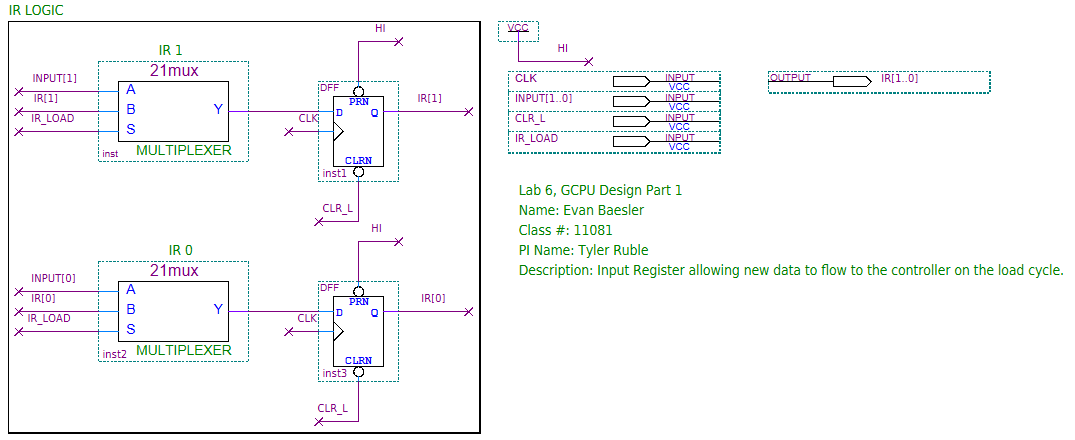 IR LOGIC
IR 1
21mux
INPUT[1]
IR[1]
IR_LOAD
A
B
S
Y
inst
MULTIPLEXER
HI
DFF
PRN
D
Q
CLK
CLRN
inst1
IR[1]
CLR_L
IR 0
21mux
INPUT[0]
IR[0]
IR_LOAD
A
B
S
Y
inst2
MULTIPLEXER
HI
DFF
PRN
D
Q
CLK
CLRN
inst3
IR[0]
CLR_L
VCC
HI
CLK
INPUT
VCC
INPUT[1..0]
INPUT
VCC
CLR_L
INPUT
VCC
IR_LOAD
INPUT
VCC
OUTPUT
IR[1..0]
Lab 6, GCPU Design Part 1
Name: Evan Baesler
Class #: 11081
PI Name: Tyler Ruble
Description: Input Register allowing new data to flow to the controller on the load cycle.